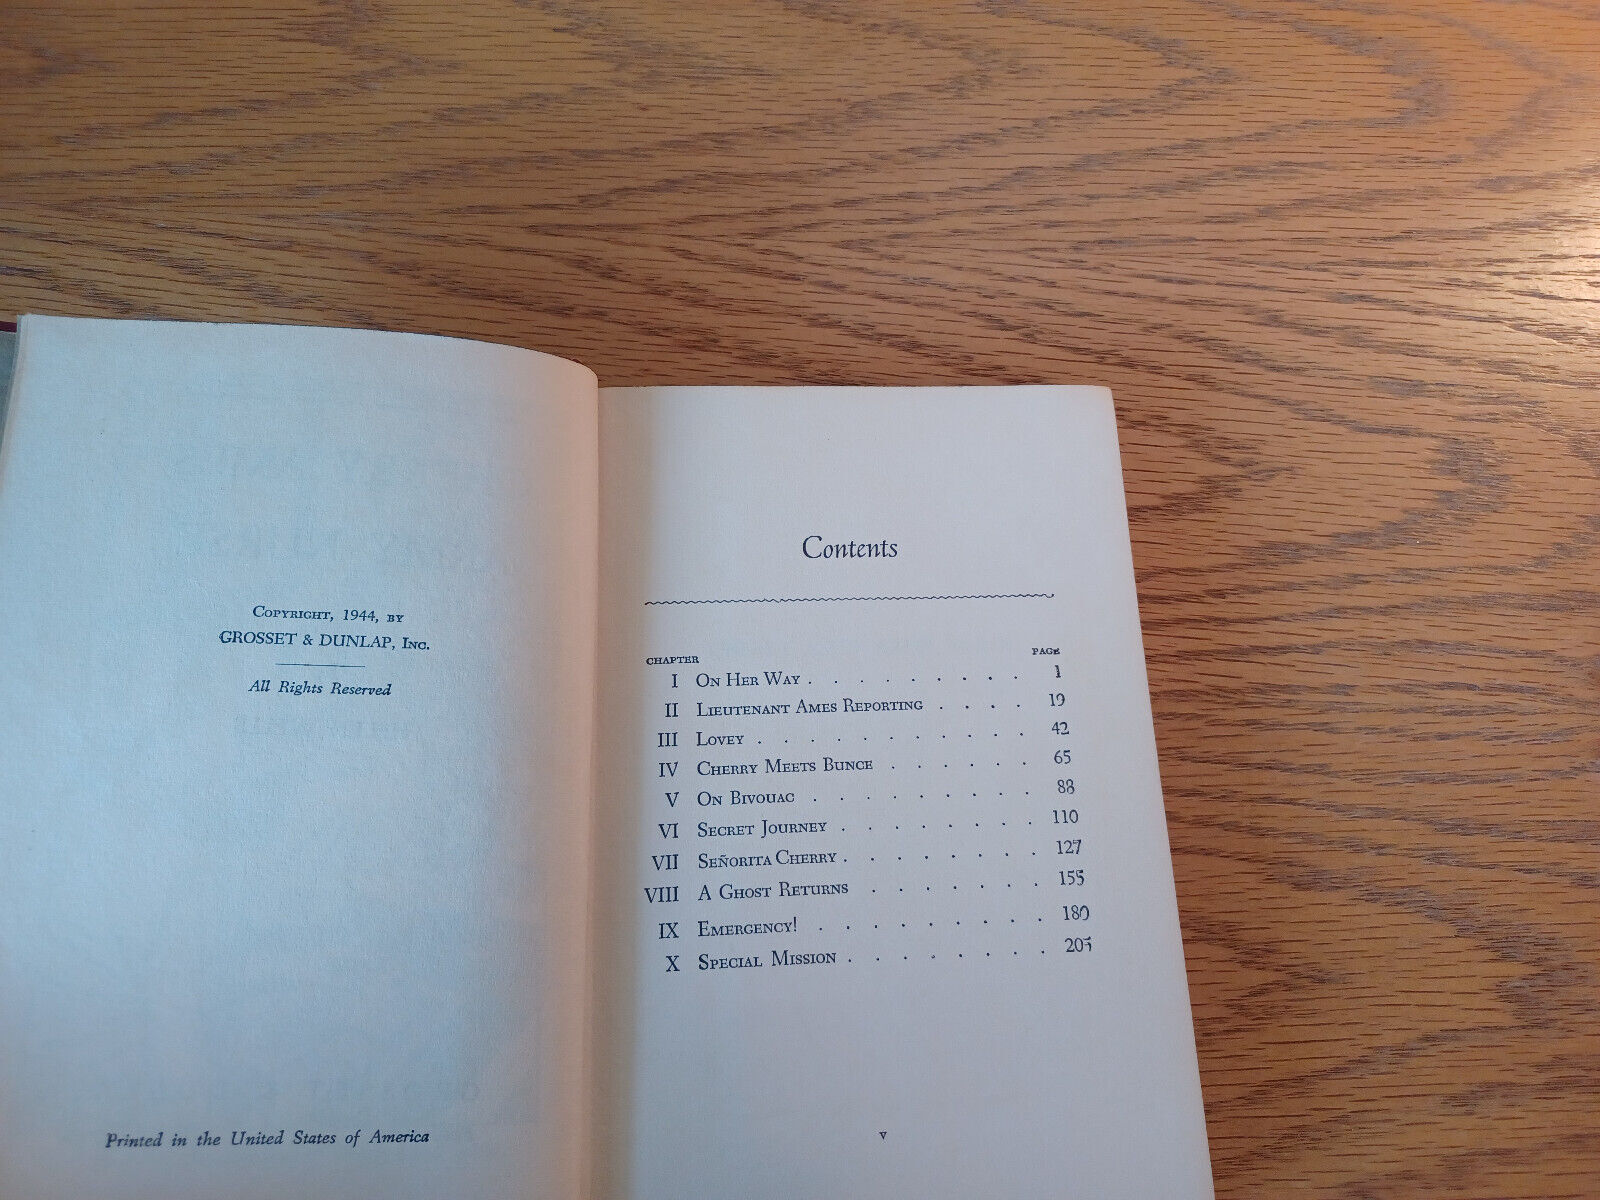 Copyright, 1944, by
GROSSET & DUNLAP, Inc.
All Rights Reserved
Printed in the United States of America
Contents
CHAPTER PAGE
I On Her Way . . . . . . . . . 1
II Lieutenant Ames Reporting . . . . 19
III Lovey . . . . . . . . . . . 42
IV Cherry Meets Bunce . . . . . . 65
V On Bivouac . . . . . . . . . 88
VI Secret Journey . . . . . . . . 110
VII Señorita Cherry . . . . . . . . 127
VIII A Ghost Returns . . . . . . . 155
IX Emergency! . . . . . . . . . 180
X Special Mission . . . . . . . . 205
v